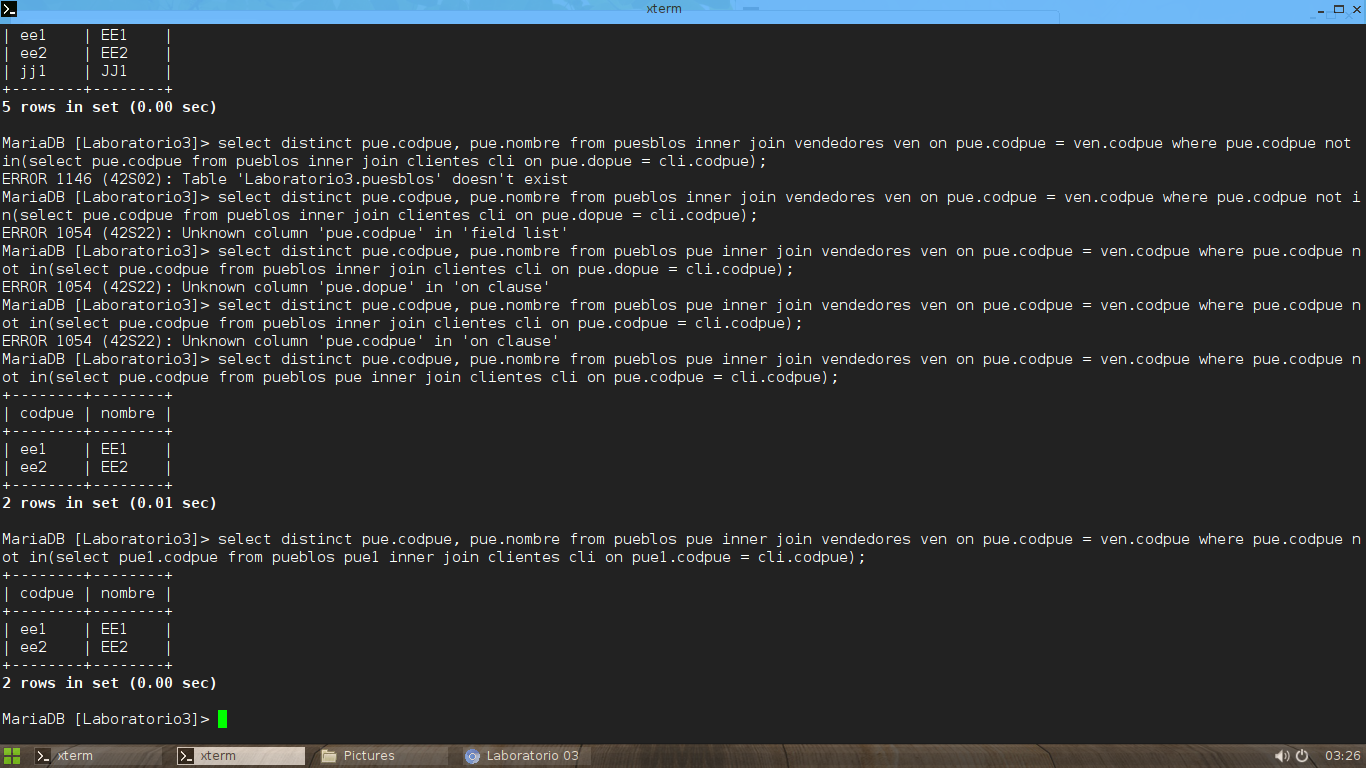 xterm
| ee1    | EE1    |
| ee2    | EE2    |
| jj1    | JJ1    |
+--------+--------+
5 rows in set (0.00 sec)
MariaDB [Laboratorio3]> select distinct pue.codpue, pue.nombre from puesblos inner join vendedores ven on pue.codpue = ven.codpue where pue.codpue not
in(select pue.codpue from pueblos inner join clientes cli on pue.dopue = cli.codpue);
ERROR 1146 (42S02): Table 'Laboratorio3.puesblos' doesn't exist
MariaDB [Laboratorio3]> select distinct pue.codpue, pue.nombre from pueblos inner join vendedores ven on pue.codpue = ven.codpue where pue.codpue not i
n(select pue.codpue from pueblos inner join clientes cli on pue.dopue = cli.codpue);
ERROR 1054 (42S22): Unknown column 'pue.codpue' in 'field list'
MariaDB [Laboratorio3]> select distinct pue.codpue, pue.nombre from pueblos pue inner join vendedores ven on pue.codpue = ven.codpue where pue.codpue n
ot in(select pue.codpue from pueblos inner join clientes cli on pue.dopue = cli.codpue);
ERROR 1054 (42S22): Unknown column 'pue.dopue' in 'on clause'
MariaDB [Laboratorio3]> select distinct pue.codpue, pue.nombre from pueblos pue inner join vendedores ven on pue.codpue = ven.codpue where pue.codpue n
ot in(select pue.codpue from pueblos inner join clientes cli on pue.codpue = cli.codpue);
ERROR 1054 (42S22): Unknown column 'pue.codpue' in 'on clause'
MariaDB [Laboratorio3]> select distinct pue.codpue, pue.nombre from pueblos pue inner join vendedores ven on pue.codpue = ven.codpue where pue.codpue n
ot in(select pue.codpue from pueblos pue inner join clientes cli on pue.codpue = cli.codpue);
+--------+--------+
| codpue | nombre |
+--------+--------+
| ee1    | EE1    |
| ee2    | EE2    |
+--------+--------+
2 rows in set (0.01 sec)
MariaDB [Laboratorio3]> select distinct pue.codpue, pue.nombre from pueblos pue inner join vendedores ven on pue.codpue = ven.codpue where pue.codpue n
ot in(select pue1.codpue from pueblos pue1 inner join clientes cli on pue1.codpue = cli.codpue);
+--------+--------+
| codpue | nombre |
+--------+--------+
| ee1    | EE1    |
| ee2    | EE2    |
+--------+--------+
2 rows in set (0.00 sec)
MariaDB [Laboratorio3]>
xterm xterm Pictures Laboratorio 03 03:26